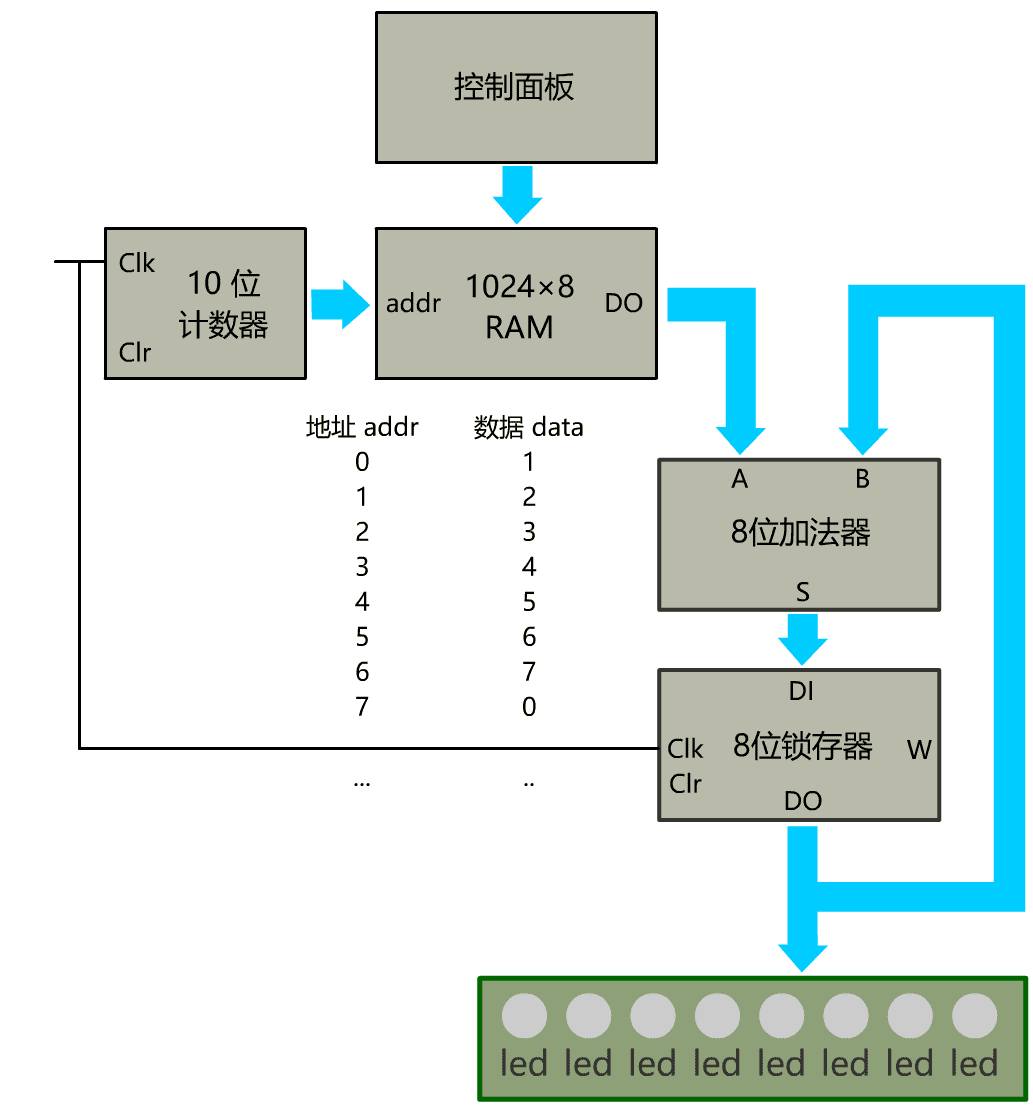 控制面板
Clk
10 位
计数器
Clr
addr
1024×8
RAM
DO
地址 addr 数据 data
0 1
1 2
2 3
3 4
4 5
5 6
6 7
7 0
... ..
A B
8位加法器
S
DI
Clk 8位锁存器 W
Clr
DO
led led led led led led led led